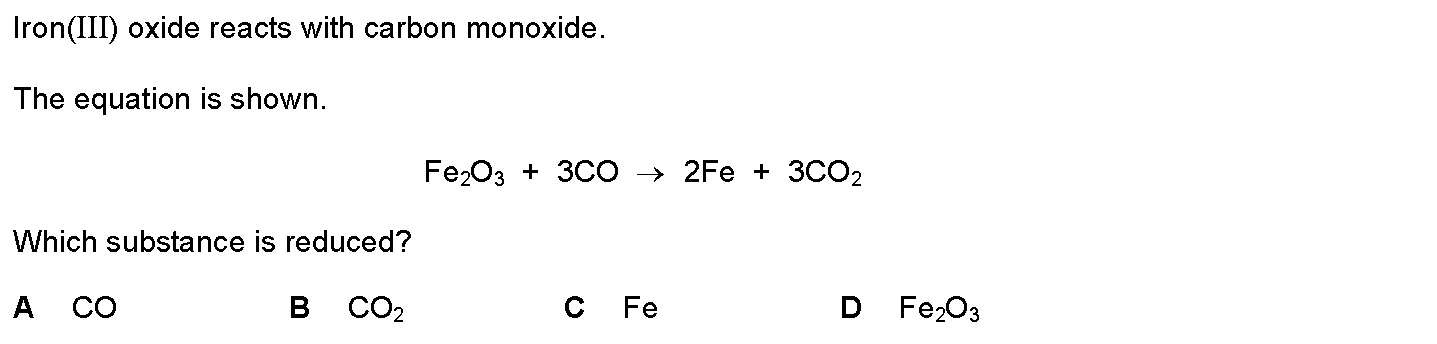 Iron(III) oxide reacts with carbon monoxide.
The equation is shown.
Fe₂O₃ + 3CO → 2Fe + 3CO₂
Which substance is reduced?
A CO B CO₂ C Fe D Fe₂O₃